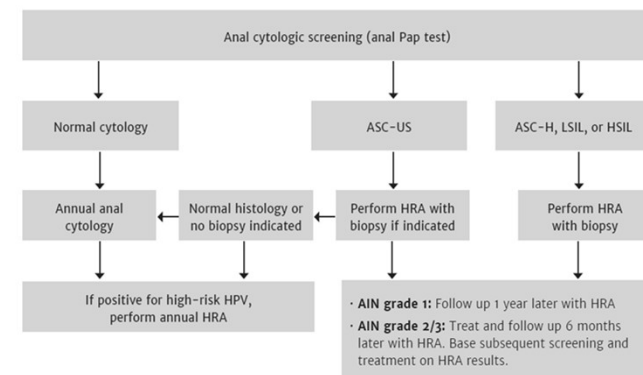 Anal cytologic screening (anal Pap test)
Normal cytology
ASC-US
ASC-H, LSIL, or HSIL
Annual anal
cytology
Normal histology or
no biopsy indicated
Perform HRA with
biopsy if indicated
Perform HRA
with biopsy
If positive for high-risk HPV,
perform annual HRA
· AIN grade 1: Follow up 1 year later with HRA
· AIN grade 2/3: Treat and follow up 6 months
later with HRA. Base subsequent screening and
treatment on HRA results.